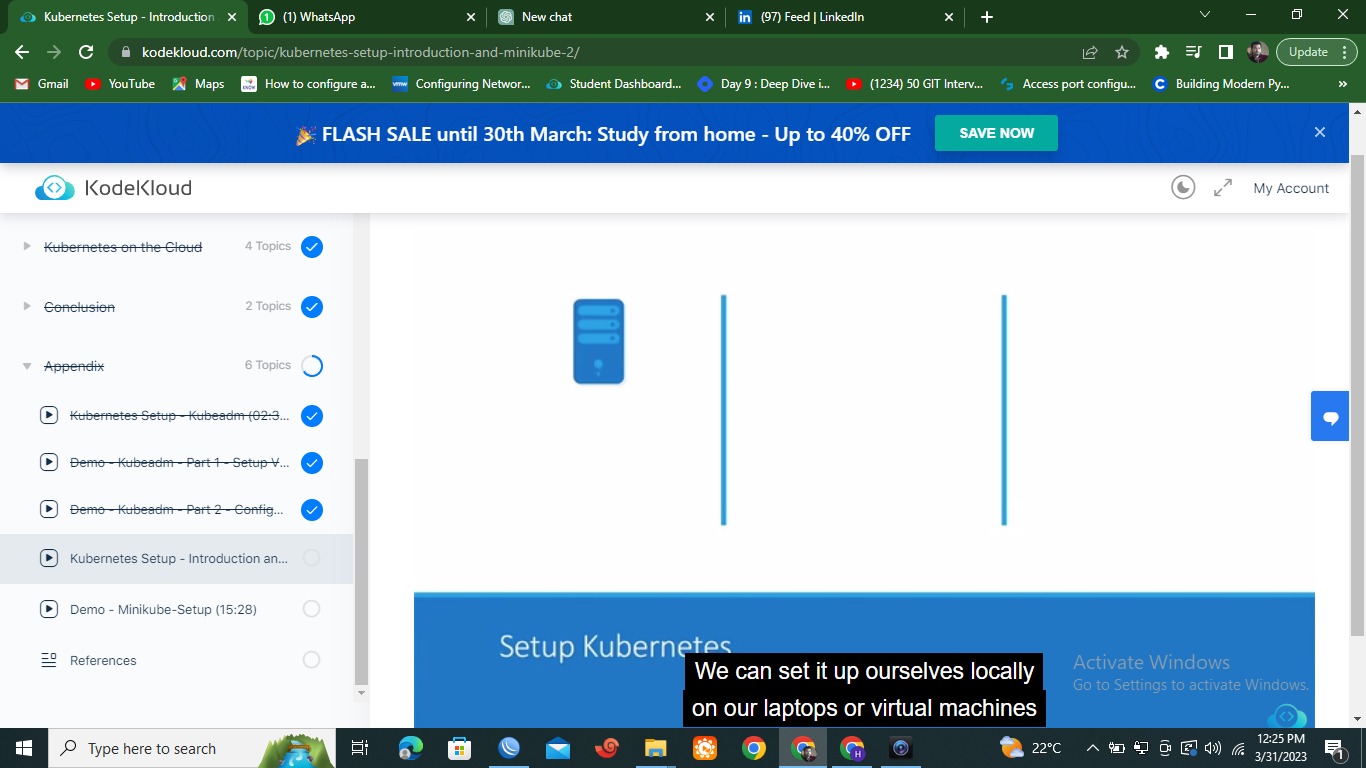 Kubernetes Setup - Introduction
(1) WhatsApp
New chat
(97) Feed | LinkedIn
kodekloud.com/topic/kubernetes-setup-introduction-and-minikube-2/
Update
Gmail
YouTube
Maps
How to configure a...
Configuring Networ...
Student Dashboard...
Day 9 : Deep Dive i...
(1234) 50 GIT Interv...
Access port configu...
Building Modern Py...
»
FLASH SALE until 30th March: Study from home - Up to 40% OFF
SAVE NOW
KodeKloud
My Account
Kubernetes on the Cloud 4 Topics
Conclusion 2 Topics
Appendix 6 Topics
Kubernetes Setup - Kubeadm (02:3...
Demo - Kubeadm - Part 1 - Setup V...
Demo - Kubeadm - Part 2 - Config...
Kubernetes Setup - Introduction an...
Demo - Minikube-Setup (15:28)
References
Setup Kubernetes
We can set it up ourselves locally
on our laptops or virtual machines
Activate Windows
Go to Settings to activate Windows.
Type here to search
22°C
12:25 PM
3/31/2023
1